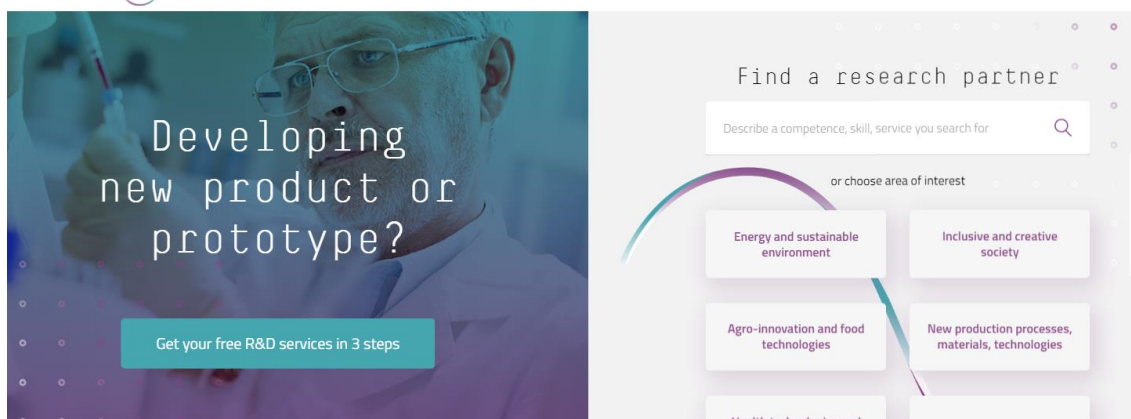 Developing
new product or
prototype?
Get your free R&D services in 3 steps
Find a research partner
Describe a competence, skill, service you search for
or choose area of interest
Energy and sustainable
environment
Inclusive and creative
society
Agro-innovation and food
technologies
New production processes,
materials, technologies